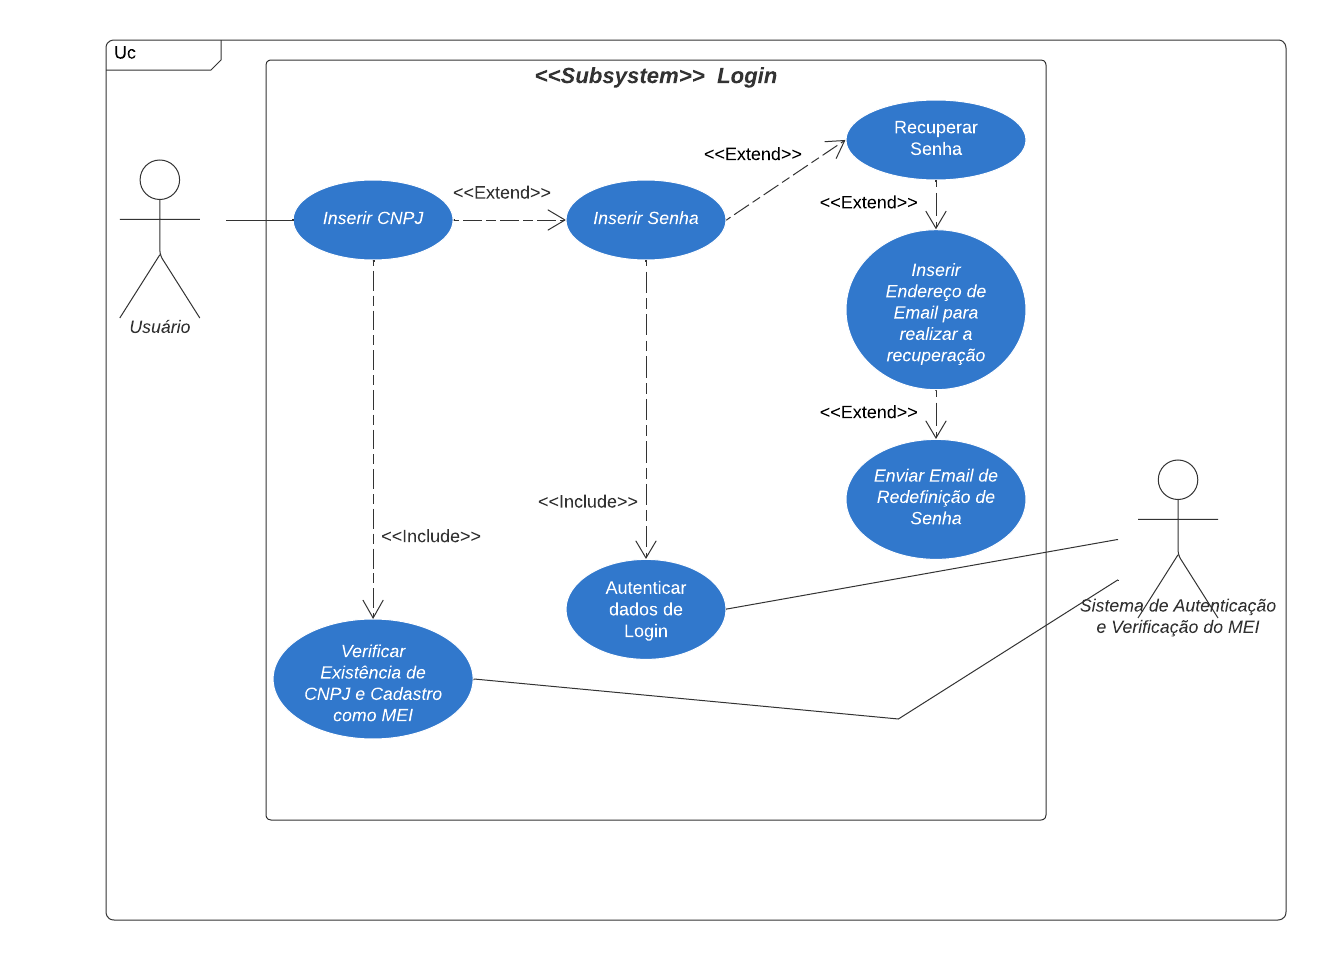 Uc
<<Subsystem>> Login
Recuperar
Senha
<<Extend>>
<<Extend>>
<<Extend>>
Inserir CNPJ
Inserir Senha
Inserir
Endereço de
Email para
realizar a
recuperação
Usuário
<<Extend>>
Enviar Email de
Redefinição de
Senha
<<Include>>
<<Include>>
Autenticar
dados de
Login
Sistema de Autenticação
e Verificação do MEI
Verificar
Existência de
CNPJ e Cadastro
como MEI